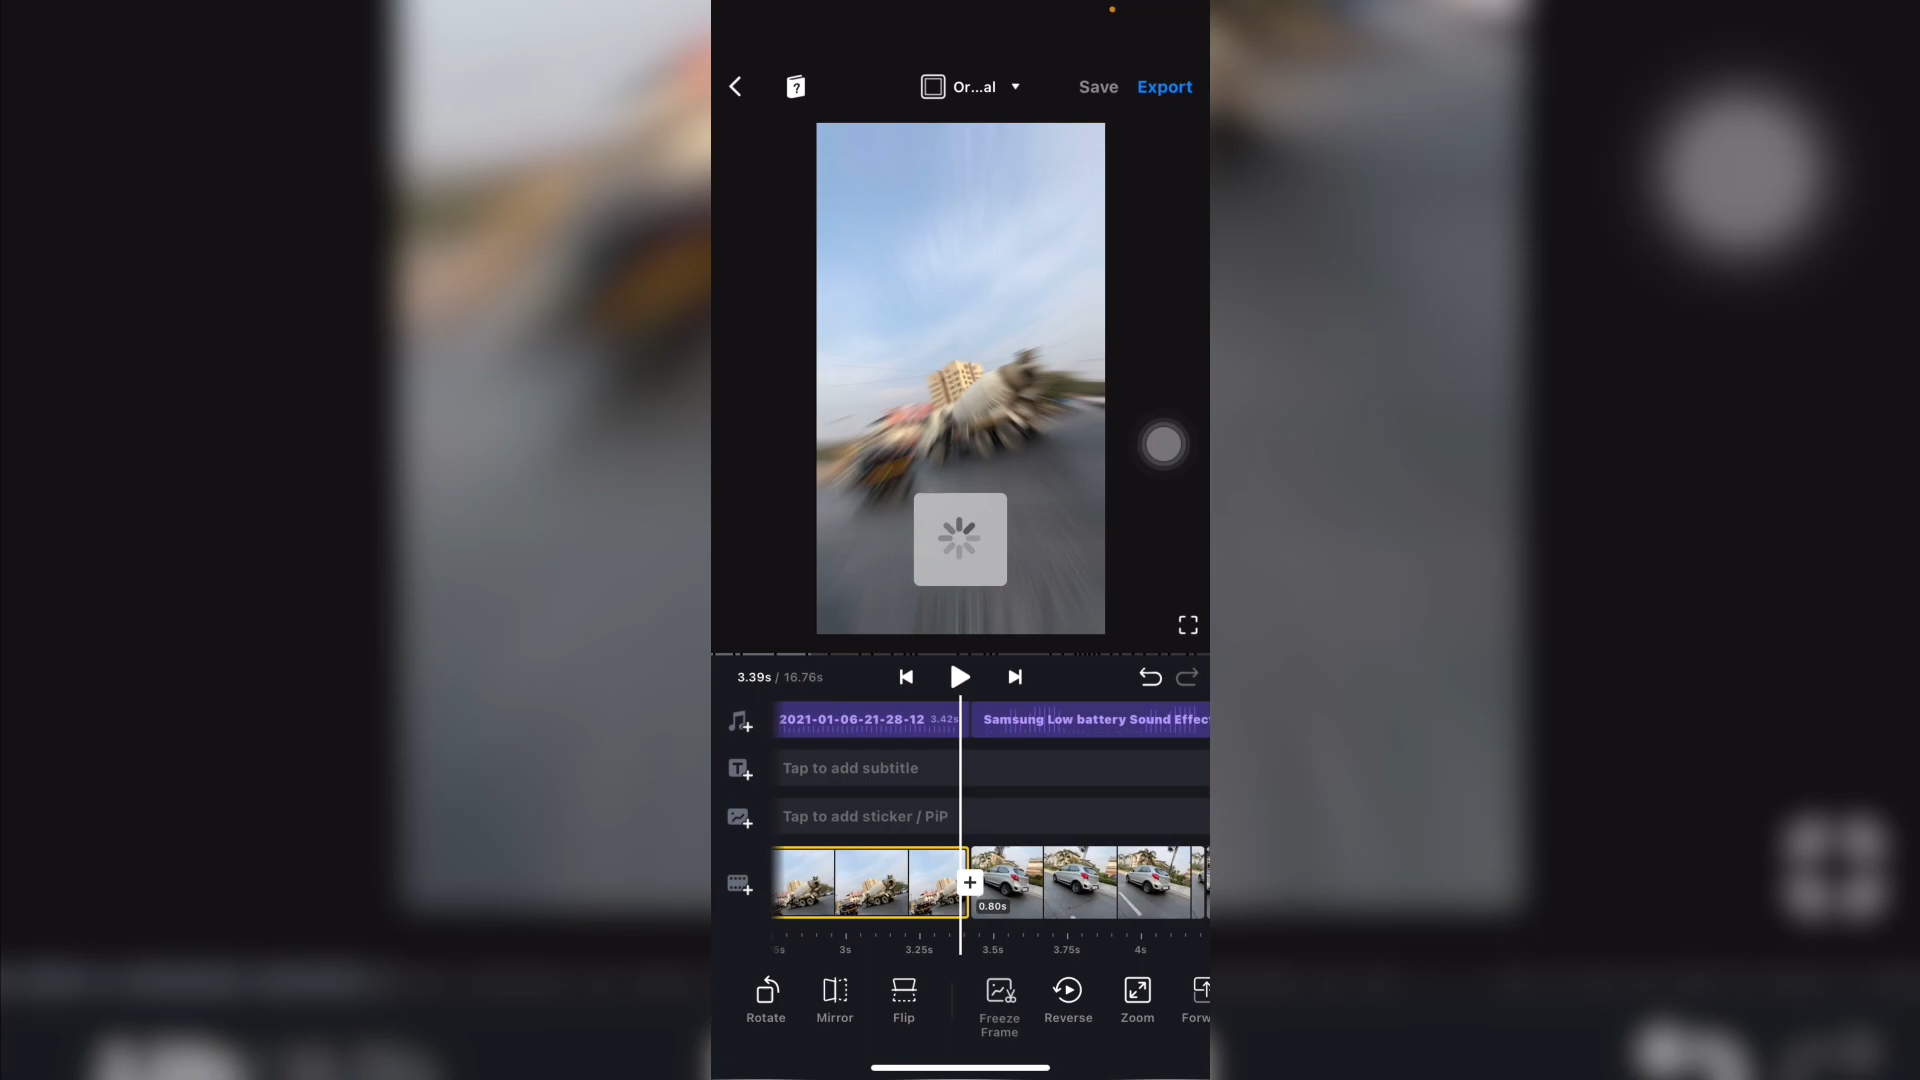 ?
Or...al ▼
Save
Export
3.39s / 16.76s
2021-01-06-21-28-12 3.42s
Samsung Low battery Sound Effec
Tap to add subtitle
Tap to add sticker / PiP
0.80s
5s 3s 3.25s 3.5s 3.75s 4s
Rotate
Mirror
Flip
Freeze
Frame
Reverse
Zoom
Forw